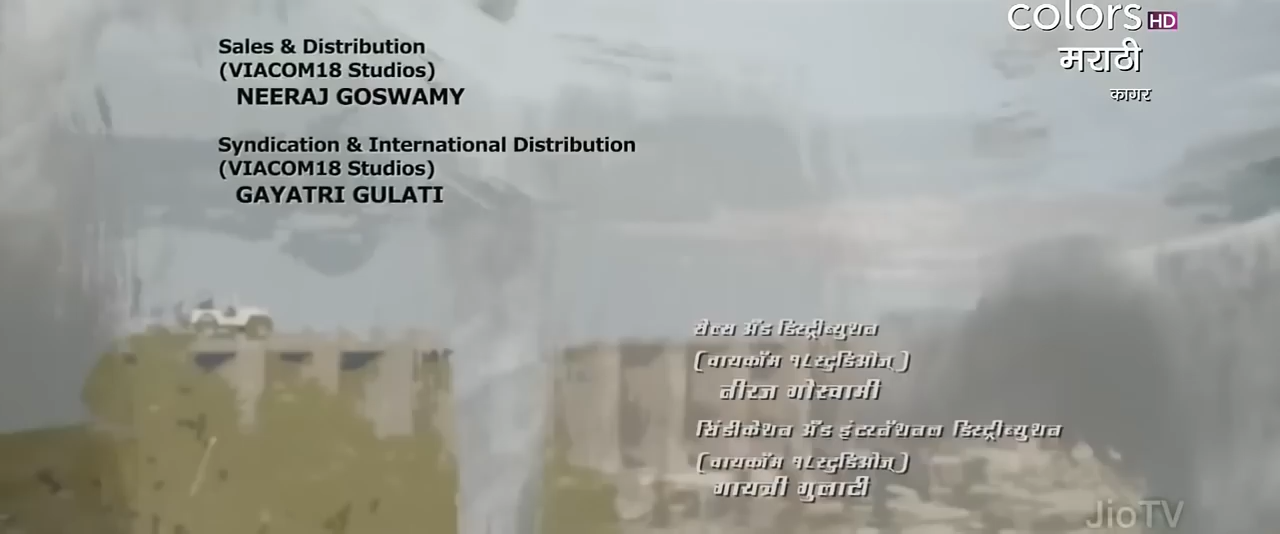 colors HD
मराठी
कागर
Sales & Distribution
(VIACOM18 Studios)
NEERAJ GOSWAMY
Syndication & International Distribution
(VIACOM18 Studios)
GAYATRI GULATI
सेल्स अँड डिस्ट्रीब्युशन
(वायकॉम १८स्टुडिओज्)
नीरज गोस्वामी
सिंडीकेशन अँड इंटरनॅशनल डिस्ट्रीब्युशन
(वायकॉम १८स्टुडिओज्)
गायत्री गुलाटी
JioTV